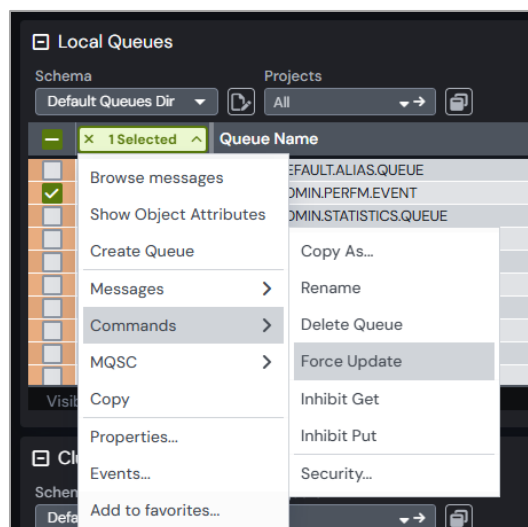 Local Queues
Schema Projects
Default Queues Dir All
1 Selected Queue Name
Browse messages
EFAULT.ALIAS.QUEUE
DMIN.PERFM.EVENT
Show Object Attributes
DMIN.STATISTICS.QUEUE
Create Queue
Copy As...
Messages
Rename
Commands
Delete Queue
MQSC
Force Update
Copy
Inhibit Get
Visib
Properties...
Inhibit Put
Cl
Events...
Security...
Schem
Add to favorites...
Defa